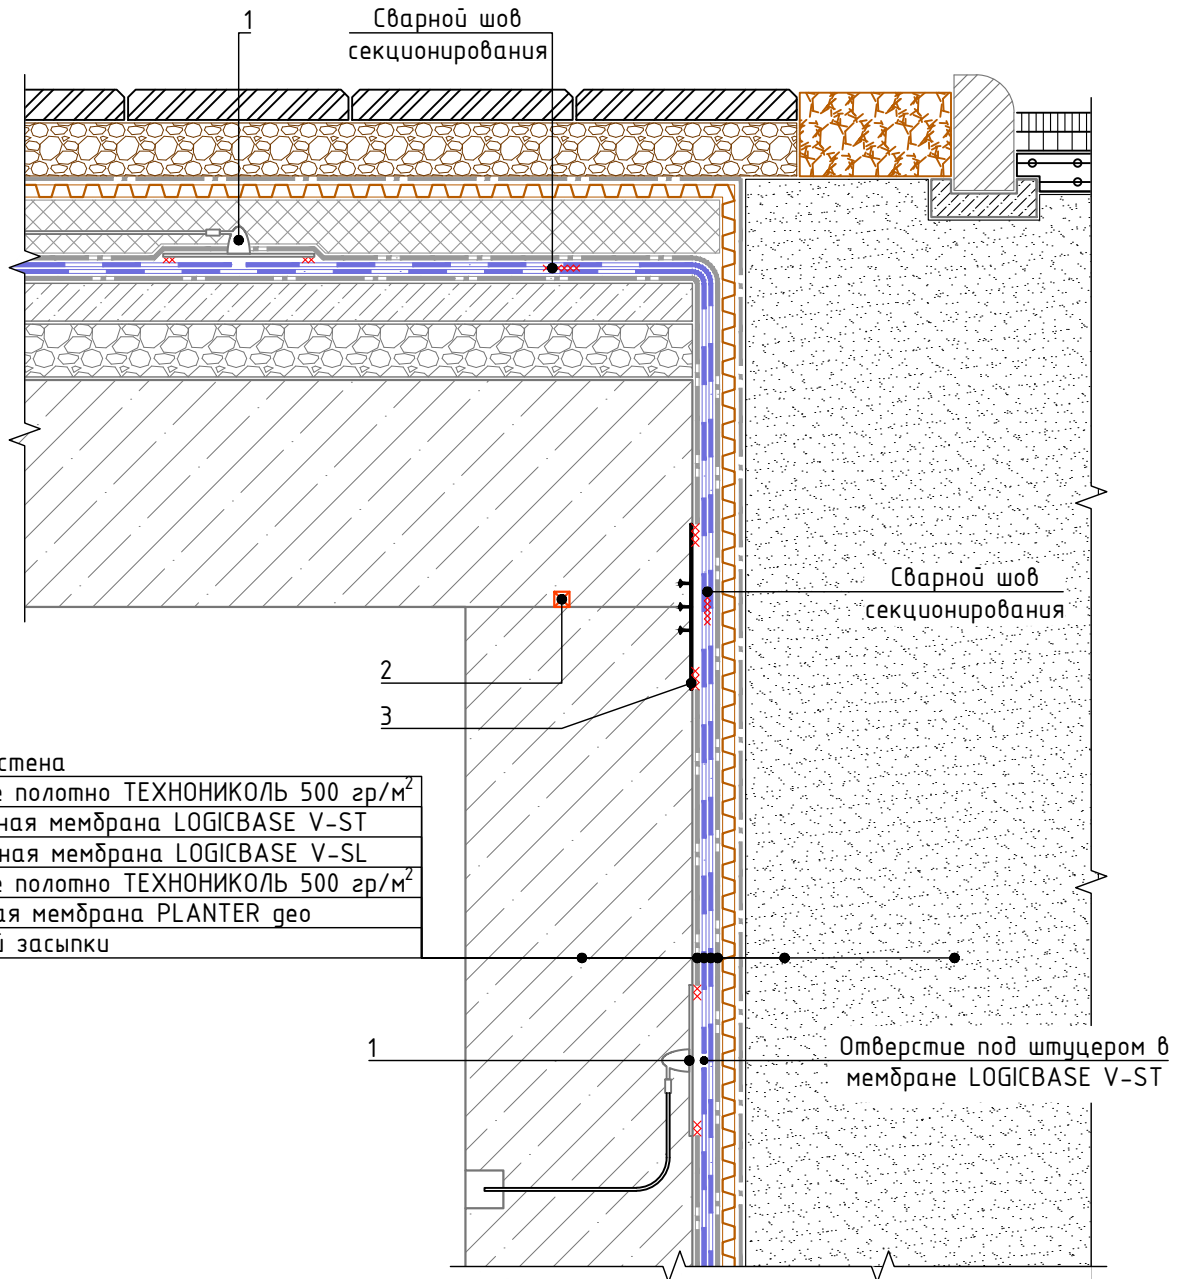 1
Сварной шов
секционирования
Сварной шов
секционирования
2
3
стена
е полотно ТЕХНОНИКОЛЬ 500 гр/м²
ная мембрана LOGICBASE V-ST
ная мембрана LOGICBASE V-SL
е полотно ТЕХНОНИКОЛЬ 500 гр/м²
ая мембрана PLANTER geo
й засыпки
1
Отверстие под штуцером в
мембране LOGICBASE V-ST